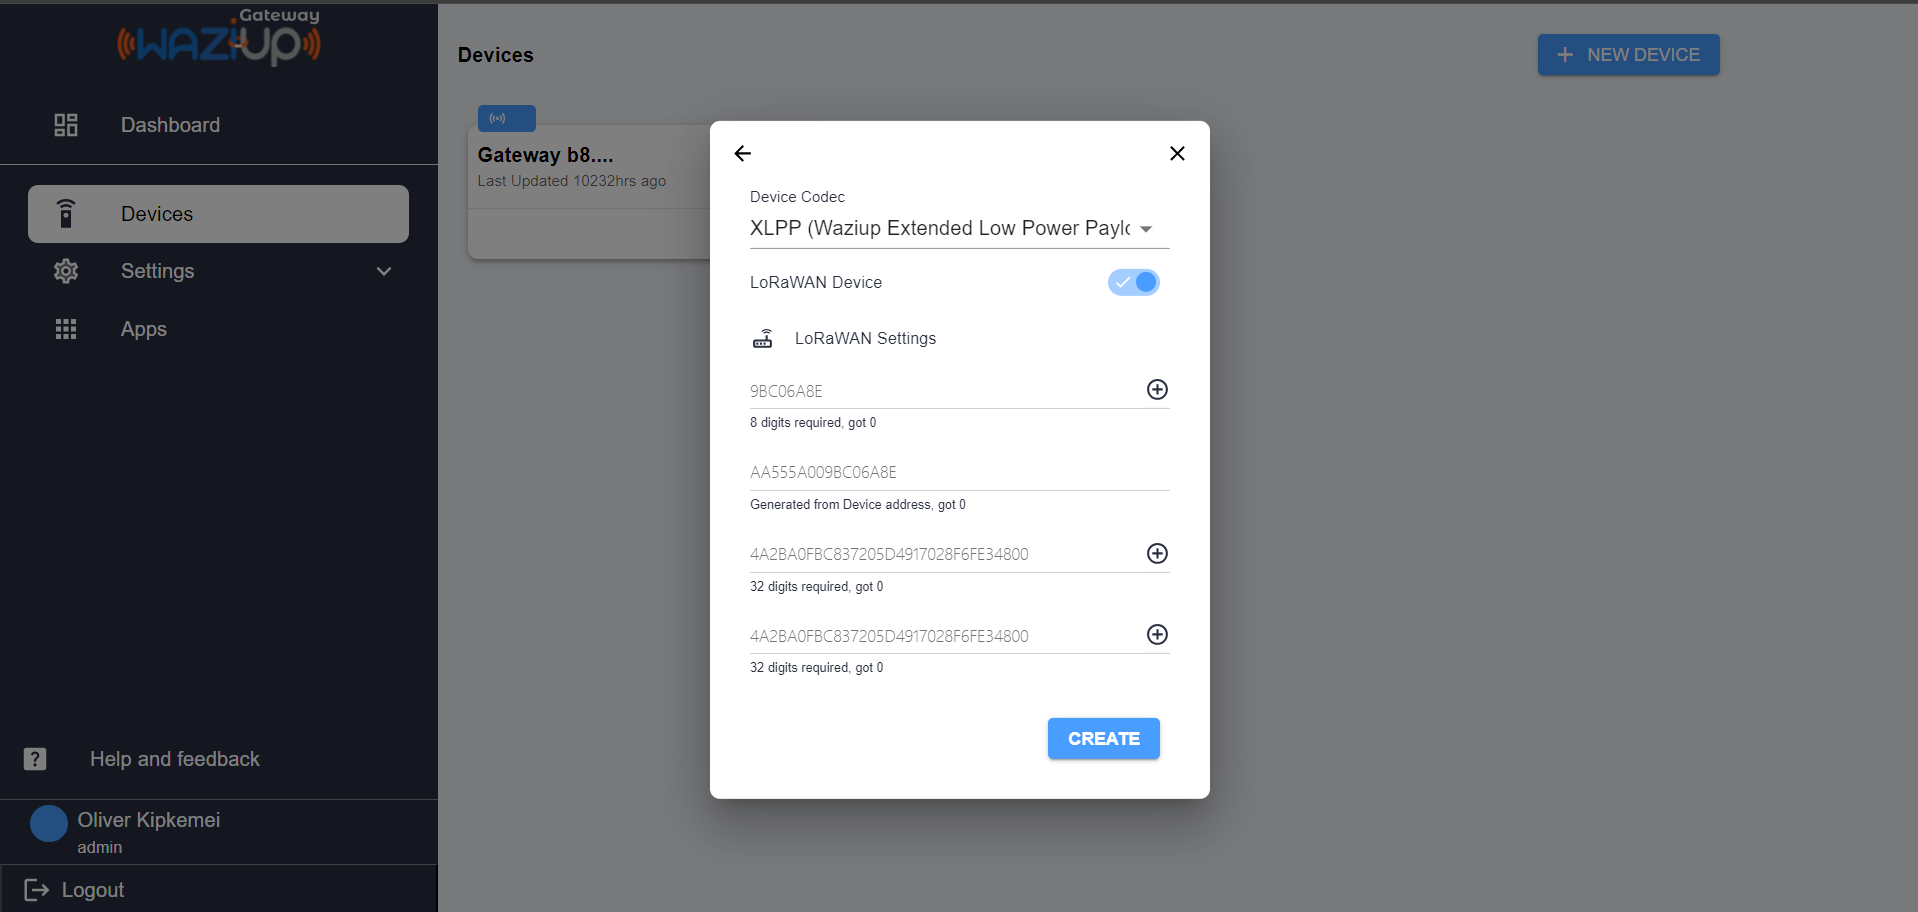 Gateway
WAZIUP
Dashboard
Devices
Settings
Apps
Help and feedback
Oliver Kipkemei
admin
Logout
Devices
NEW DEVICE
Gateway b8....
Last Updated 10232hrs ago
Device Codec
XLPP (Waziup Extended Low Power Paylo
LoRaWAN Device
LoRaWAN Settings
9BC06A8E
8 digits required, got 0
AA555A009BC06A8E
Generated from Device address, got 0
4A2BA0FBC837205D4917028F6FE34800
32 digits required, got 0
4A2BA0FBC837205D4917028F6FE34800
32 digits required, got 0
CREATE